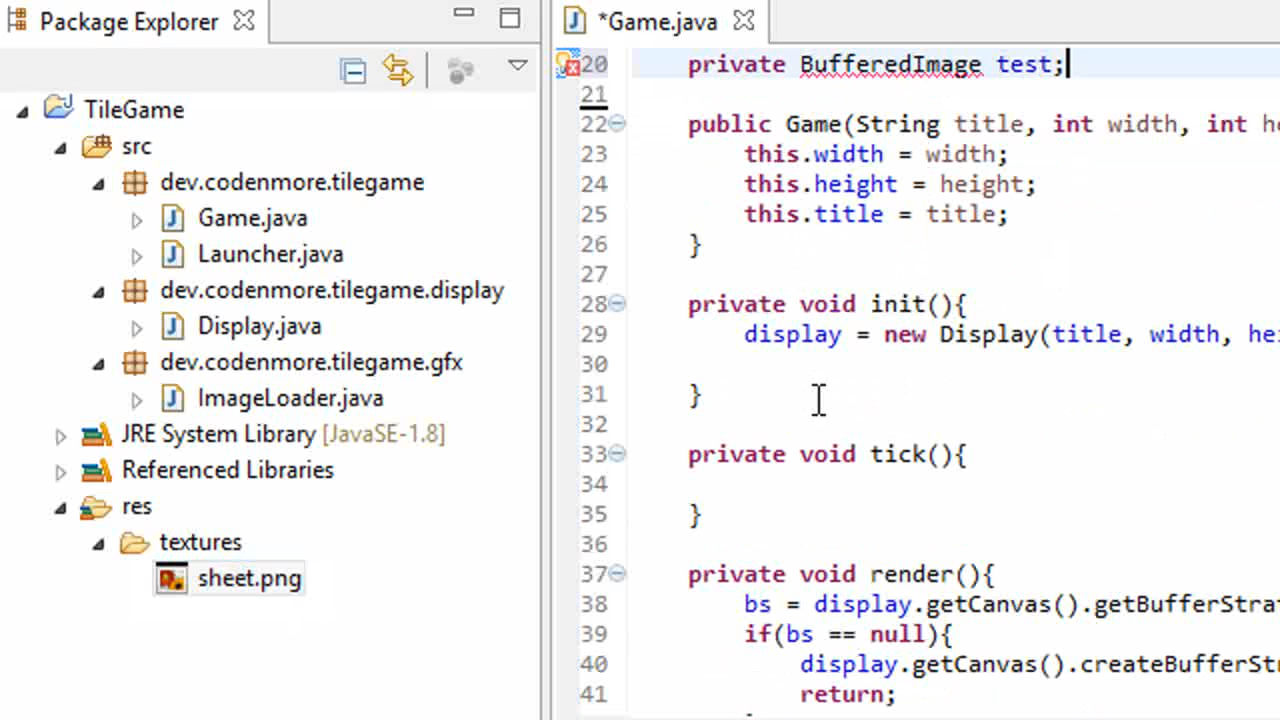 Package Explorer
TileGame
src
dev.codenmore.tilegame
Game.java
Launcher.java
dev.codenmore.tilegame.display
Display.java
dev.codenmore.tilegame.gfx
ImageLoader.java
JRE System Library [JavaSE-1.8]
Referenced Libraries
res
textures
sheet.png
*Game.java
20 private BufferedImage test;
21
22 public Game(String title, int width, int he
23 this.width = width;
24 this.height = height;
25 this.title = title;
26 }
27
28 private void init(){
29 display = new Display(title, width, hei
30
31 }
32
33 private void tick(){
34
35 }
36
37 private void render(){
38 bs = display.getCanvas().getBufferStrat
39 if(bs == null){
40 display.getCanvas().createBufferStr
41 return;